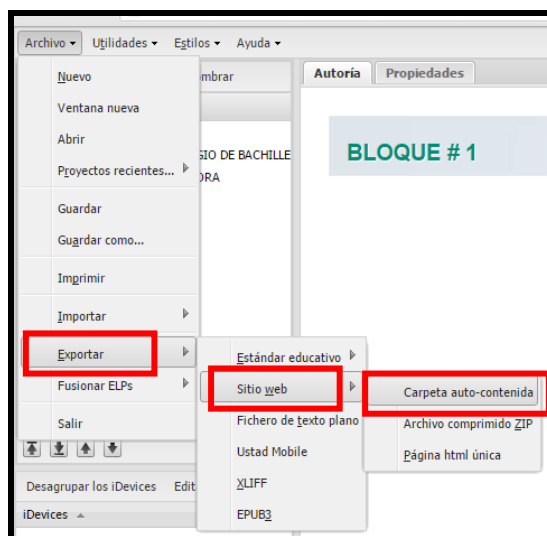 Archivo Utilidades Estilos Ayuda
mbrar
Autoría Propiedades
Nuevo
Ventana nueva
Abrir
Proyectos recientes...
Guardar
Guardar como...
Imprimir
Importar
Exportar
Fusionar ELPs
Salir
GIO DE BACHILLE
ORA
BLOQUE # 1
Estándar educativo
Sitio web
Fichero de texto plano
Ustad Mobile
XLIFF
EPUB3
Carpeta auto-contenida
Archivo comprimido ZIP
Página html única
Desagrupar los iDevices Edit
iDevices